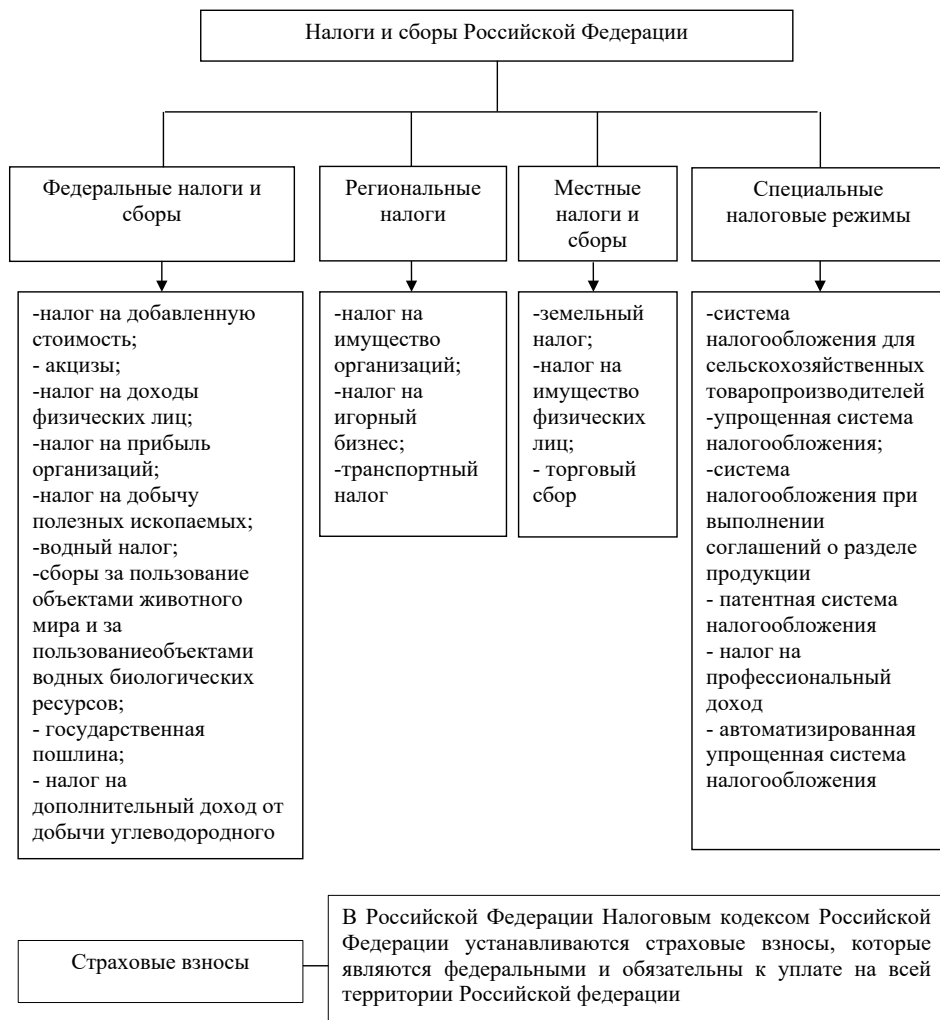 Налоги и сборы Российской Федерации
Федеральные налоги и
сборы
Региональные
налоги
Местные
налоги и
сборы
Специальные
налоговые режимы
-налог на добавленную
стоимость;
- акцизы;
-налог на доходы
физических лиц;
-налог на прибыль
организаций;
-налог на добычу
полезных ископаемых;
-водный налог;
-сборы за пользование
объектами животного
мира и за
пользованиеобъектами
водных биологических
ресурсов;
- государственная
пошлина;
- налог на
дополнительный доход от
добычи углеводородного
-налог на
имущество
организаций;
-налог на
игорный
бизнес;
-транспортный
налог
-земельный
налог;
-налог на
имущество
физических
лиц;
- торговый
сбор
-система
налогообложения для
сельскохозяйственных
товаропроизводителей
-упрощенная система
налогообложения;
-система
налогообложения при
выполнении
соглашений о разделе
продукции
- патентная система
налогообложения
- налог на
профессиональный
доход
- автоматизированная
упрощенная система
налогообложения
Страховые взносы
В Российской Федерации Налоговым кодексом Российской
Федерации устанавливаются страховые взносы, которые
являются федеральными и обязательны к уплате на всей
территории Российской федерации